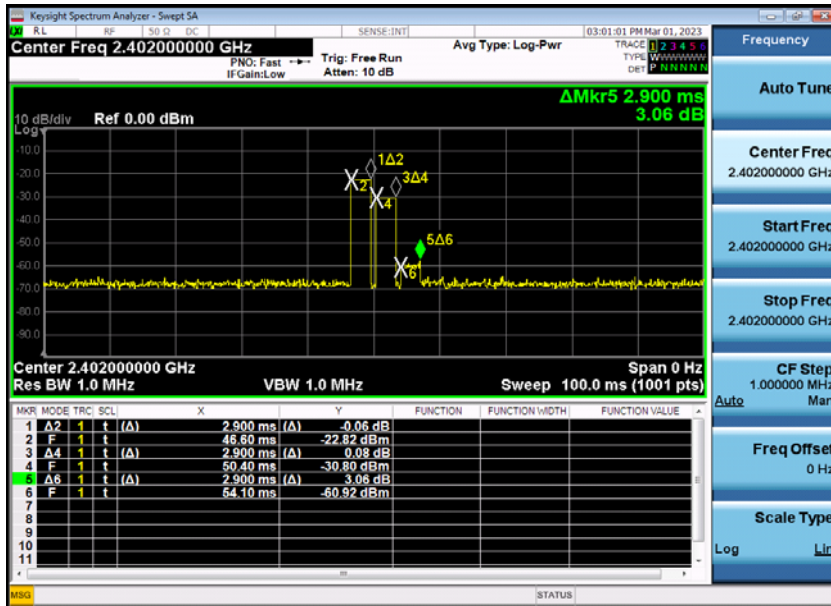 Keysight Spectrum Analyzer - Swept SA
RL RF 50 Ω DC SENSE:INT 03:01:01 PM Mar 01, 2023
Center Freq 2.402000000 GHz
PNO: Fast
IFGain:Low
Trig: Free Run
Atten: 10 dB
Avg Type: Log-Pwr
TRACE 1 2 3 4 5 6
TYPE WWWWWW
DET P N N N N N
ΔMkr5 2.900 ms
3.06 dB
10 dB/div Ref 0.00 dBm
Log
-10.0
-20.0
-30.0
-40.0
-50.0
-60.0
-70.0
-80.0
-90.0
1Δ2
2
3Δ4
4
5Δ6
6
Center 2.402000000 GHz Span 0 Hz
Res BW 1.0 MHz VBW 1.0 MHz Sweep 100.0 ms (1001 pts)
MKR MODE TRC SCL X Y FUNCTION FUNCTION WIDTH FUNCTION VALUE
1 Δ2 1 t (Δ) 2.900 ms (Δ) -0.06 dB
2 F 1 t 46.60 ms -22.82 dBm
3 Δ4 1 t (Δ) 2.900 ms (Δ) 0.08 dB
4 F 1 t 50.40 ms -30.80 dBm
5 Δ6 1 t (Δ) 2.900 ms (Δ) 3.06 dB
6 F 1 t 54.10 ms -60.92 dBm
7
8
9
10
11
MSG STATUS
Frequency
Auto Tune
Center Freq
2.402000000 GHz
Start Freq
2.402000000 GHz
Stop Freq
2.402000000 GHz
CF Step
1.000000 MHz
Auto Man
Freq Offset
0 Hz
Scale Type
Log Lin